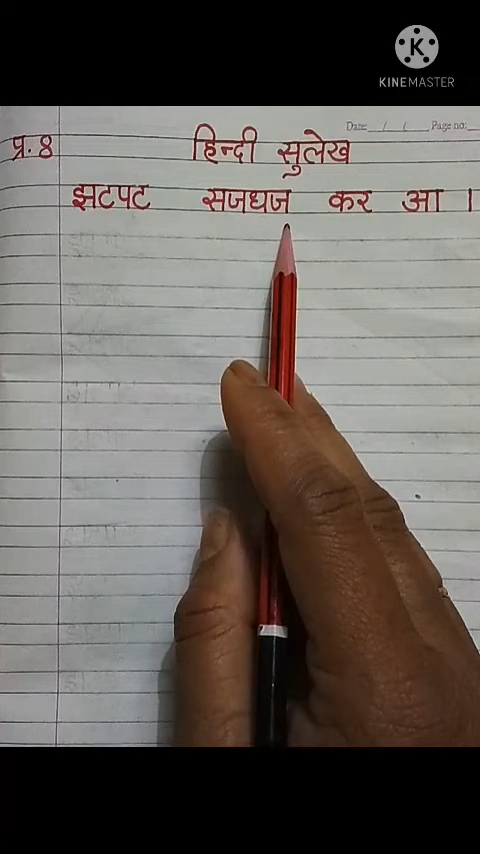 KINEMASTER
Date / / Page no:
प्र. 8 हिन्दी सुलेख
झटपट सजधज कर आ ।